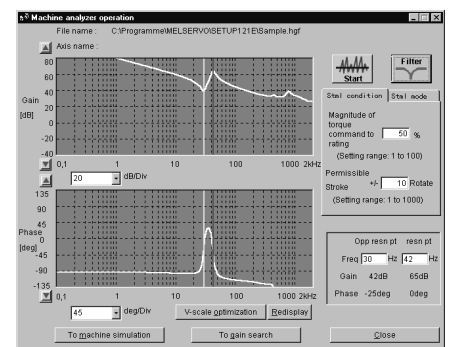 Machine analyzer operation
File name : C:\Programme\MELSERVO\SETUP121E\Sample.hgf
Axis name :
Gain
[dB]
80
60
40
20
0
-20
-40
0,1 1 10 100 1000 2kHz
20 dB/Div
Phase
[deg]
135
90
45
0
-45
-90
-135
0,1 1 10 100 1000 2kHz
45 deg/Div
V-scale optimization
Redisplay
To machine simulation
To gain search
Start
Filter
Stml condition
Stml mode
Magnitude of
torque
command to 50 %
rating
(Setting range: 1 to 100)
Permissible
Stroke +/- 10 Rotate
(Setting range: 1 to 1000)
Opp resn pt resn pt
Freq 30 Hz 42 Hz
Gain 42dB 65dB
Phase -25deg 0deg
Close